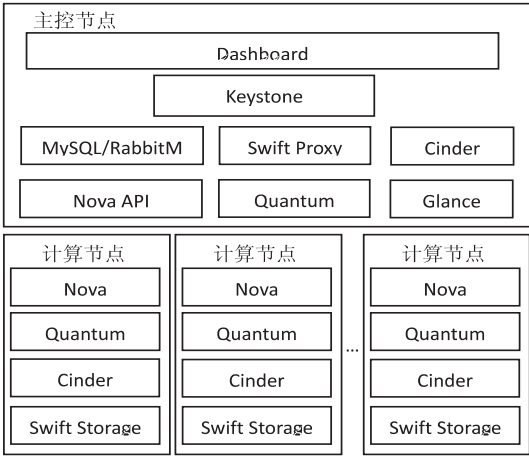 主控节点
Dashboard
Keystone
MySQL/RabbitM
Swift Proxy
Cinder
Nova API
Quantum
Glance
计算节点
Nova
Quantum
Cinder
Swift Storage
计算节点
Nova
Quantum
Cinder
Swift Storage
...
计算节点
Nova
Quantum
Cinder
Swift Storage